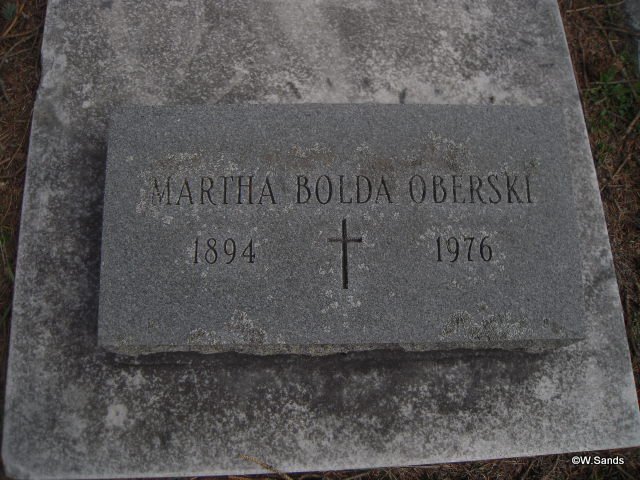 MARTHA BOLDA OBERSKI
1894 1976
©W.Sands